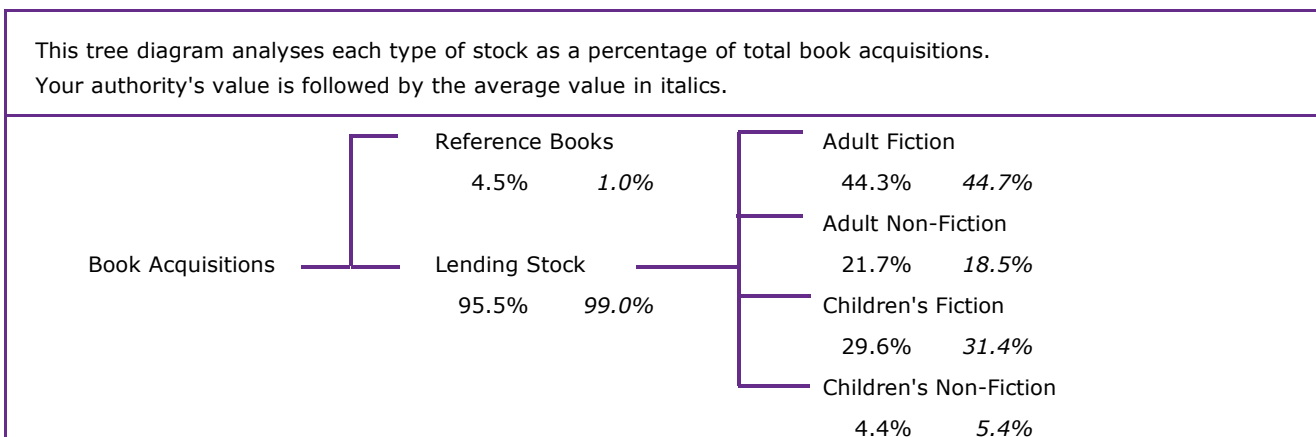 This tree diagram analyses each type of stock as a percentage of total book acquisitions.
Your authority's value is followed by the average value in italics.
Reference Books
4.5% 1.0%
Book Acquisitions
Lending Stock
95.5% 99.0%
Adult Fiction
44.3% 44.7%
Adult Non-Fiction
21.7% 18.5%
Children's Fiction
29.6% 31.4%
Children's Non-Fiction
4.4% 5.4%